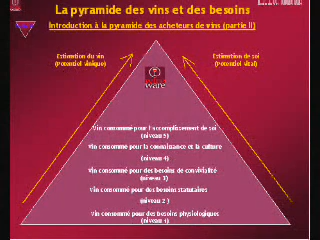 La pyramide des vins et des besoins
Introduction à la pyramide des acheteurs de vins (partie II)
Estimation du vin
(Potentiel vinique)
Estimation de soi
(Potentiel vital)
ware
Vin consommé pour l'accomplissement de soi
(niveau 5)
Vin consommé pour la connaissance et la culture
(niveau 4)
Vin consommé pour des besoins de convivialité
(niveau 3)
Vin consommé pour des besoins statutaires
(niveau 2 )
Vin consommé pour des besoins physiologiques
(niveau 1)